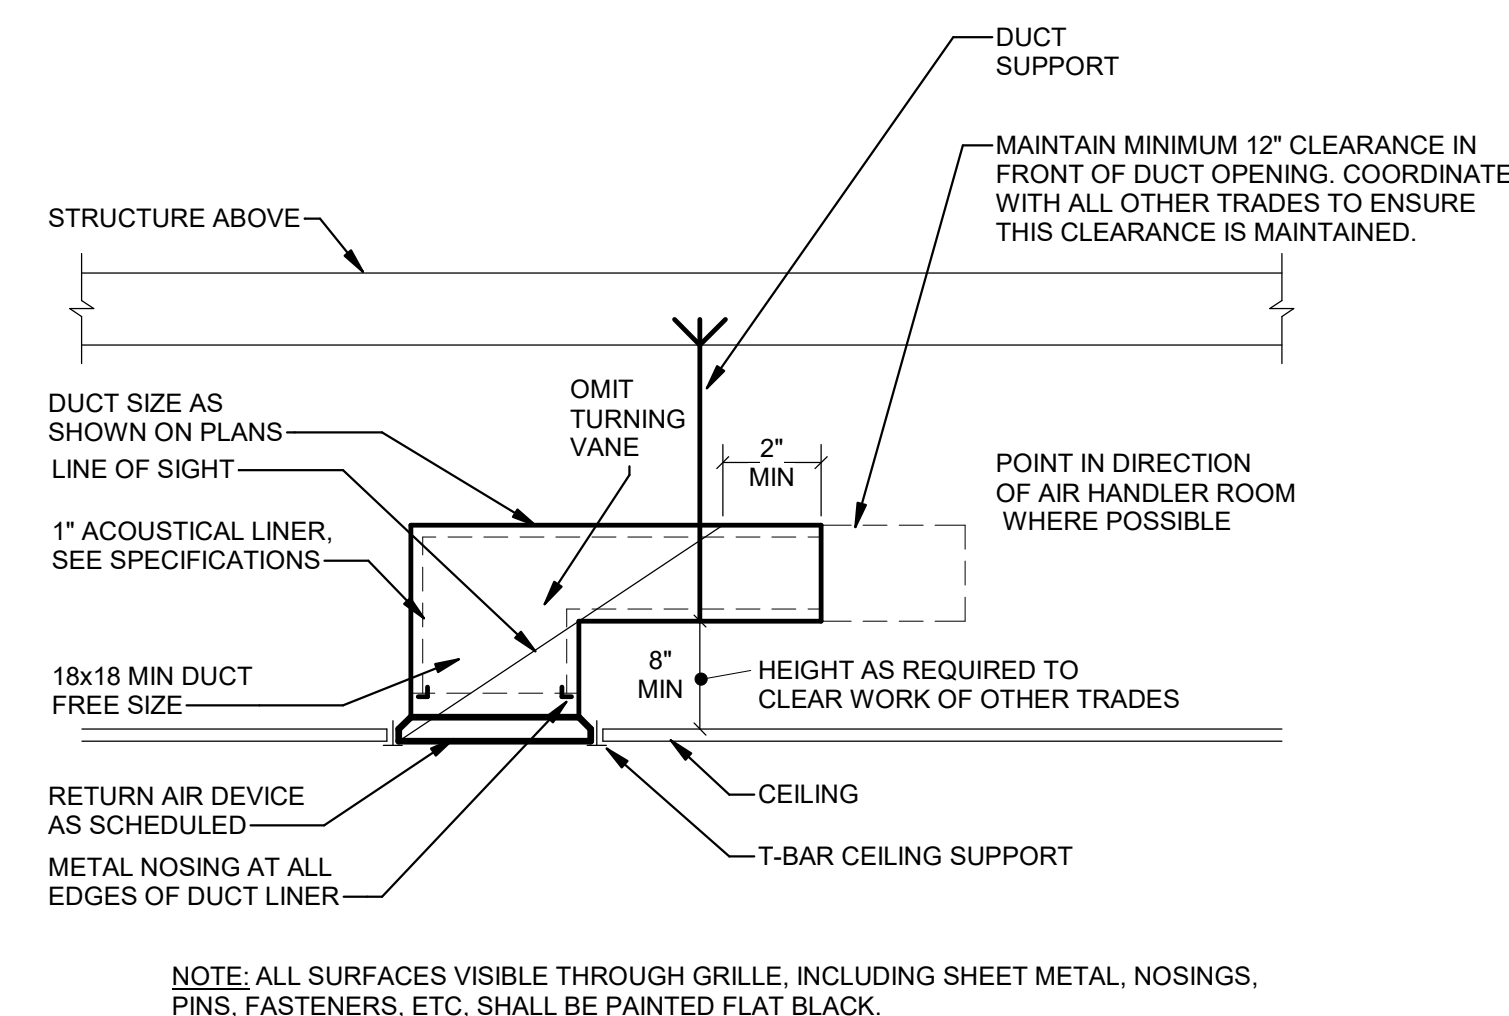 DUCT
SUPPORT
MAINTAIN MINIMUM 12" CLEARANCE IN
FRONT OF DUCT OPENING. COORDINATE
WITH ALL OTHER TRADES TO ENSURE
THIS CLEARANCE IS MAINTAINED.
STRUCTURE ABOVE
DUCT SIZE AS
SHOWN ON PLANS
OMIT
TURNING
VANE
LINE OF SIGHT
2"
MIN
POINT IN DIRECTION
OF AIR HANDLER ROOM
WHERE POSSIBLE
1" ACOUSTICAL LINER,
SEE SPECIFICATIONS
18x18 MIN DUCT
FREE SIZE
8"
MIN
HEIGHT AS REQUIRED TO
CLEAR WORK OF OTHER TRADES
RETURN AIR DEVICE
AS SCHEDULED
CEILING
METAL NOSING AT ALL
EDGES OF DUCT LINER
T-BAR CEILING SUPPORT
NOTE: ALL SURFACES VISIBLE THROUGH GRILLE, INCLUDING SHEET METAL, NOSINGS,
PINS, FASTENERS, ETC, SHALL BE PAINTED FLAT BLACK.